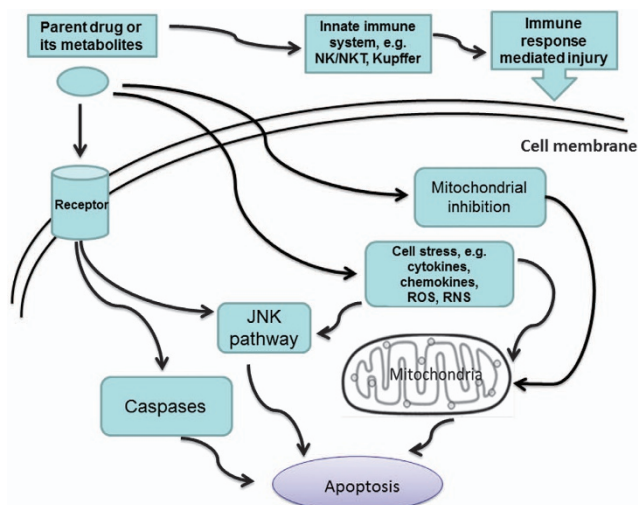 Parent drug or
its metabolites
Innate immune
system, e.g.
NK/NKT, Kupffer
Immune
response
mediated injury
Cell membrane
Receptor
Mitochondrial
inhibition
Cell stress, e.g.
cytokines,
chemokines,
ROS, RNS
JNK
pathway
Mitochondria
Caspases
Apoptosis